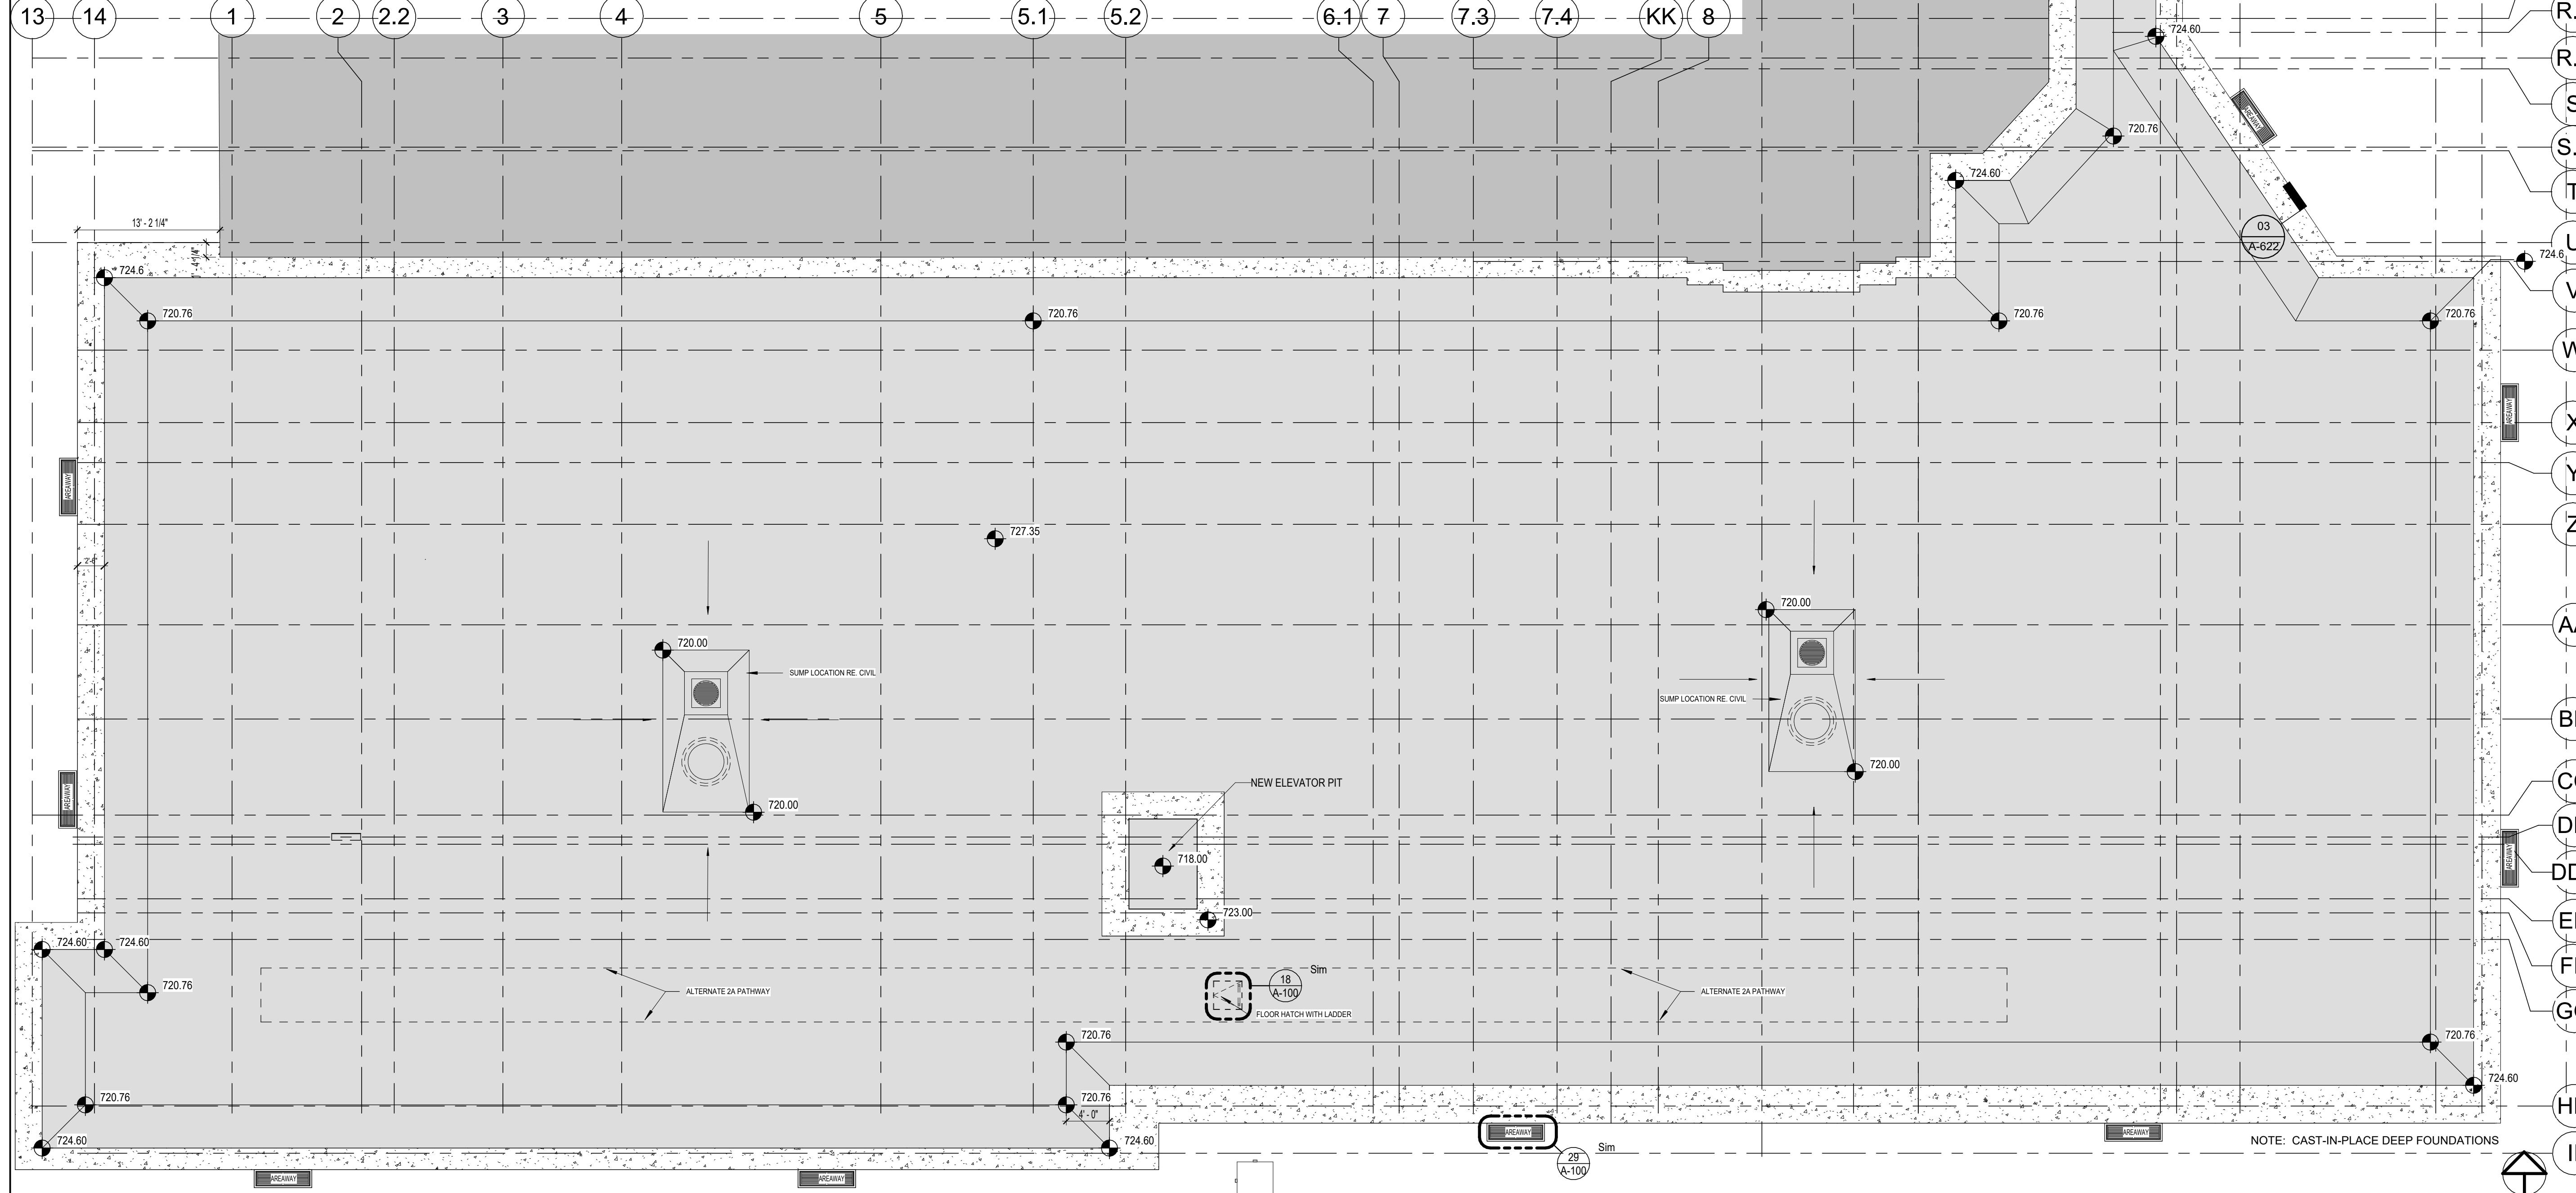 13 14 1 2 2.2 3 4 5 5.1 5.2 6.1 7 7.3 7.4 KK 8
724.60
AREAWAY
720.76
724.60
13' - 2 1/4"
03
A-622
724.6
724.6
720.76
720.76
720.76
720.76
AREAWAY
AREAWAY
727.35
2'-6"
720.00
720.00
SUMP LOCATION RE. CIVIL
SUMP LOCATION RE. CIVIL
720.00
NEW ELEVATOR PIT
AREAWAY
720.00
AREAWAY
718.00
723.00
724.60
724.60
Sim
18
A-100
720.76
ALTERNATE 2A PATHWAY
ALTERNATE 2A PATHWAY
FLOOR HATCH WITH LADDER
720.76
720.76
724.60
720.76
720.76
4' - 0"
AREAWAY
AREAWAY
724.60
724.60
Sim
29
A-100
NOTE: CAST-IN-PLACE DEEP FOUNDATIONS
AREAWAY
AREAWAY
S
T
U
V
W
X
Y
Z